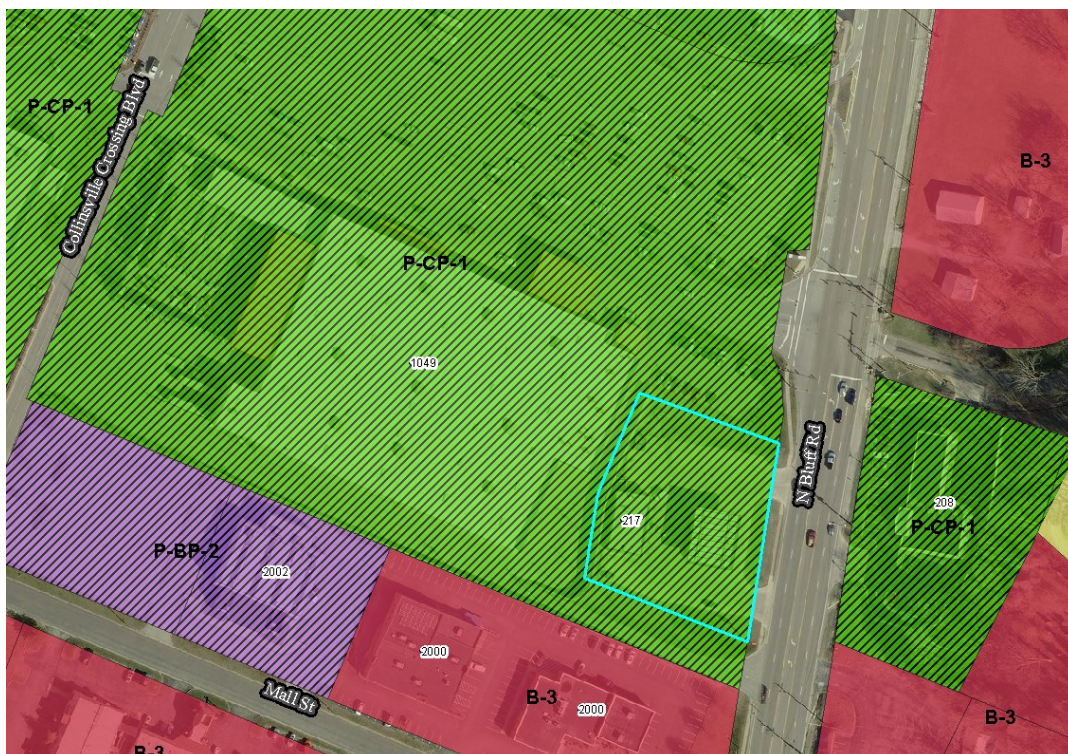 P-CP-1
Collinsville Crossing Blvd
B-3
P-CP-1
1049
N Bluff Rd
217
208
P-CP-1
P-BP-2
2002
2000
B-3
2000
Mall St
B-3
B-3